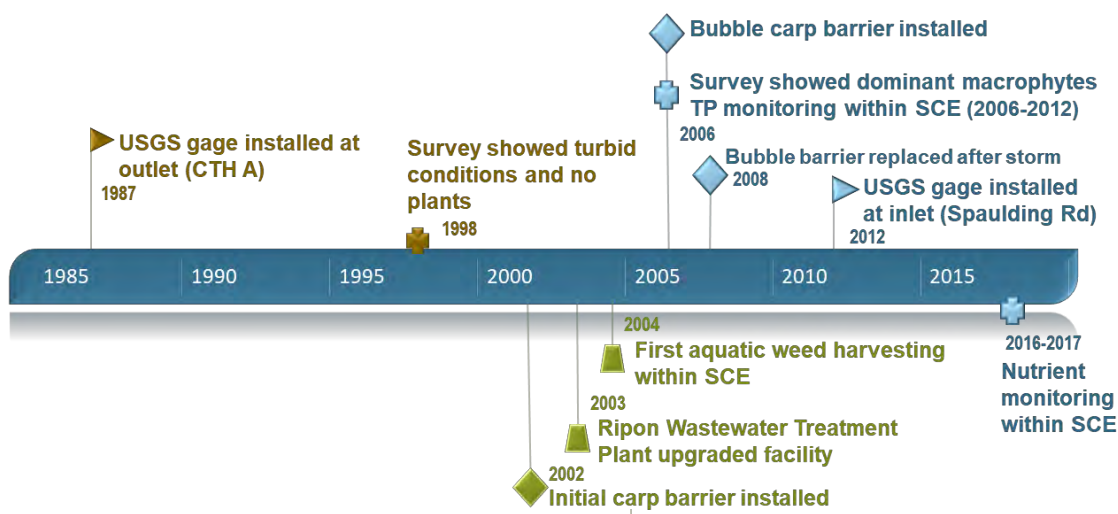 Bubble carp barrier installed
Survey showed dominant macrophytes
TP monitoring within SCE (2006-2012)
2006
USGS gage installed at
outlet (CTH A)
1987
Survey showed turbid
conditions and no
plants
1998
Bubble barrier replaced after storm
2008
USGS gage installed
at inlet (Spaulding Rd)
2012
1985 1990 1995 2000 2005 2010 2015
2004
First aquatic weed harvesting
within SCE
2016-2017
Nutrient
monitoring
within SCE
2003
Ripon Wastewater Treatment
Plant upgraded facility
2002
Initial carp barrier installed